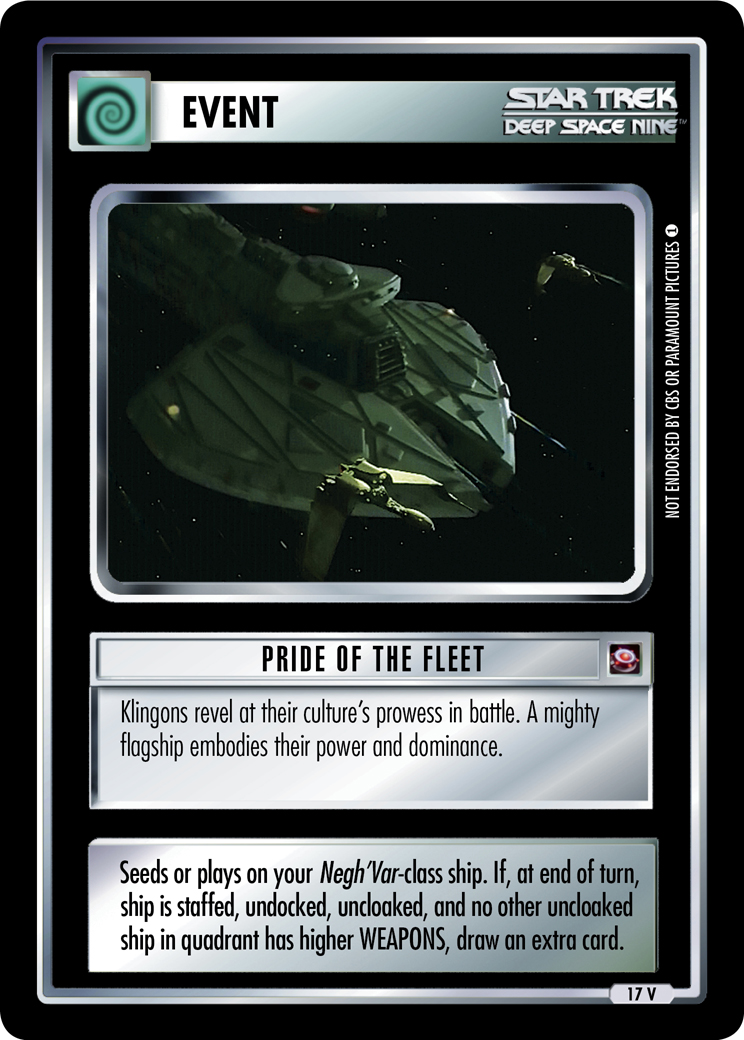 EVENT
STAR TREK
DEEP SPACE NINE™
NOT ENDORSED BY CBS OR PARAMOUNT PICTURES 1
PRIDE OF THE FLEET
Klingons revel at their culture's prowess in battle. A mighty
flagship embodies their power and dominance.
Seeds or plays on your Negh'Var-class ship. If, at end of turn,
ship is staffed, undocked, uncloaked, and no other uncloaked
ship in quadrant has higher WEAPONS, draw an extra card.
17 V